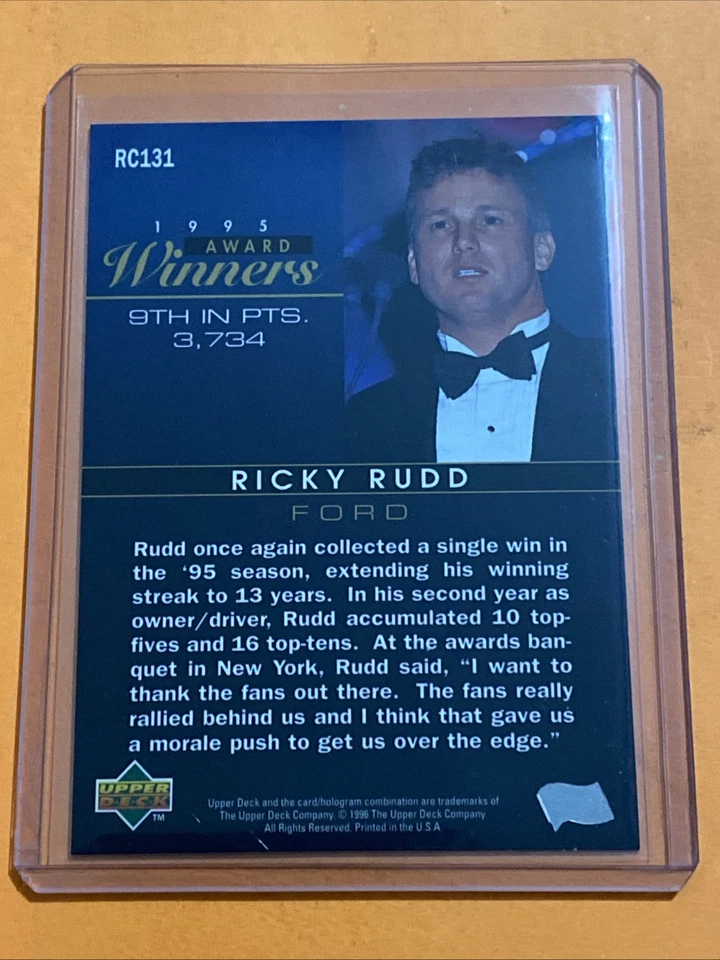 RC131
1995
AWARD
Winners
9TH IN PTS.
3,734
RICKY RUDD
FORD
Rudd once again collected a single win in
the ‘95 season, extending his winning
streak to 13 years. In his second year as
owner/driver, Rudd accumulated 10 top-
fives and 16 top-tens. At the awards ban-
quet in New York, Rudd said, “I want to
thank the fans out there. The fans really
rallied behind us and I think that gave us
a morale push to get us over the edge.”
UPPER
DECK
TM
Upper Deck and the card/hologram combination are trademarks of
The Upper Deck Company. © 1996 The Upper Deck Company
All Rights Reserved. Printed in the U.S.A